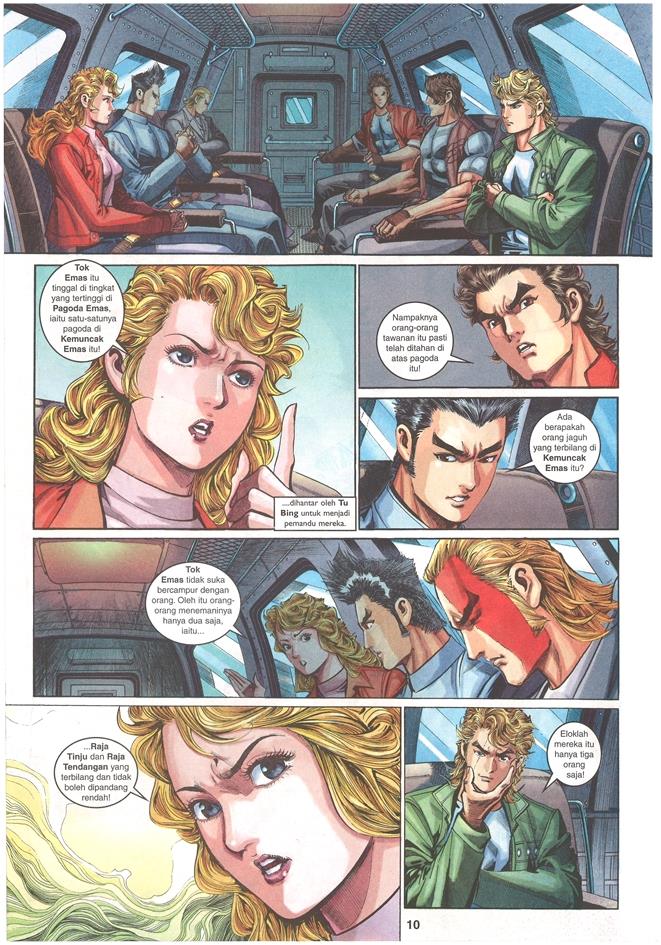 Tok
Emas itu
tinggal di tingkat
yang tertinggi di
Pagoda Emas,
iaitu satu-satunya
pagoda di
Kemuncak
Emas itu!
....dihantar oleh Tu
Bing untuk menjadi
pemandu mereka.
Nampaknya
orang-orang
tawanan itu pasti
telah ditahan di
atas pagoda
itu!
Ada
berapakah
orang jaguh
yang terbilang di
Kemuncak
Emas itu?
Tok
Emas tidak suka
bercampur dengan
orang. Oleh itu orang-
orang menemaninya
hanya dua saja,
iaitu...
...Raja
Tinju dan Raja
Tendangan yang
terbilang dan tidak
boleh dipandang
rendah!
Eloklah
mereka itu
hanya tiga
orang
saja!
10